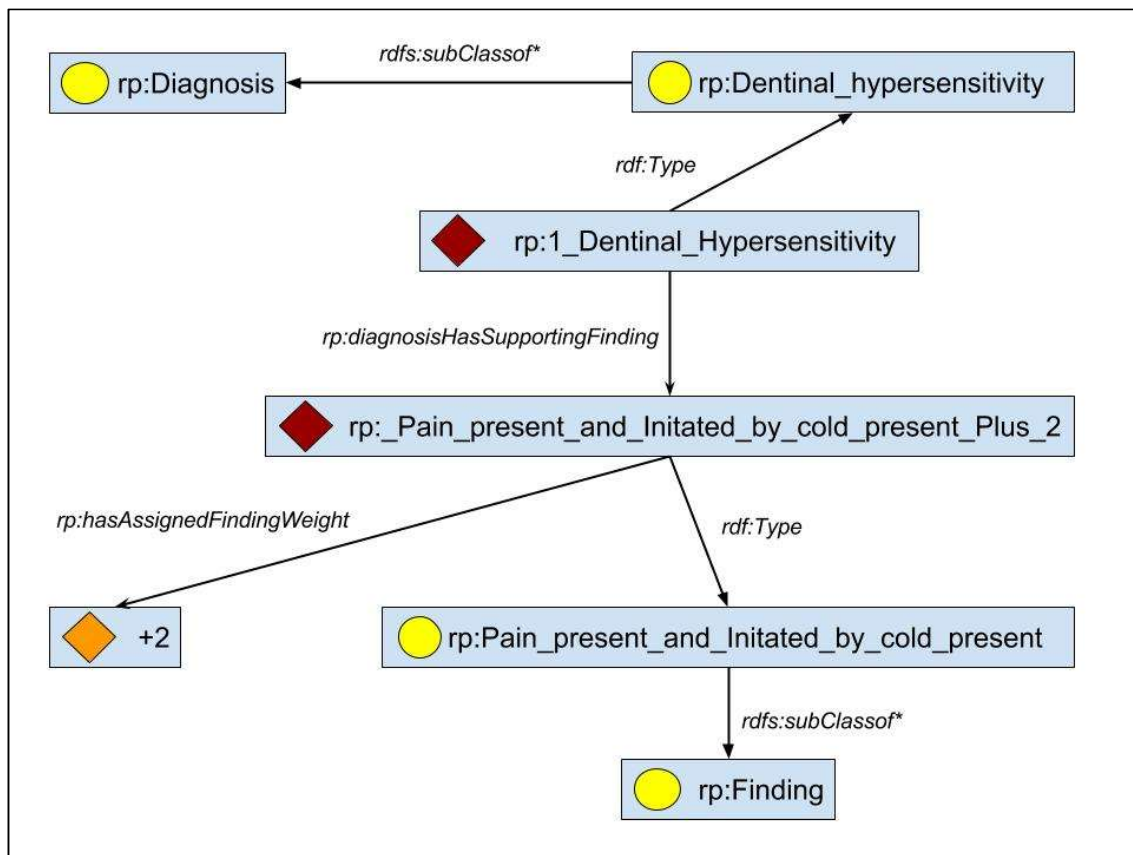 rdfs:subClassof*
rp:Diagnosis
rp:Dentinal_hypersensitivity
rdf:Type
rp:1_Dentinal_Hypersensitivity
rp:diagnosisHasSupportingFinding
rp:_Pain_present_and_Initated_by_cold_present_Plus_2
rp:hasAssignedFindingWeight
rdf:Type
+2
rp:Pain_present_and_Initated_by_cold_present
rdfs:subClassof*
rp:Finding